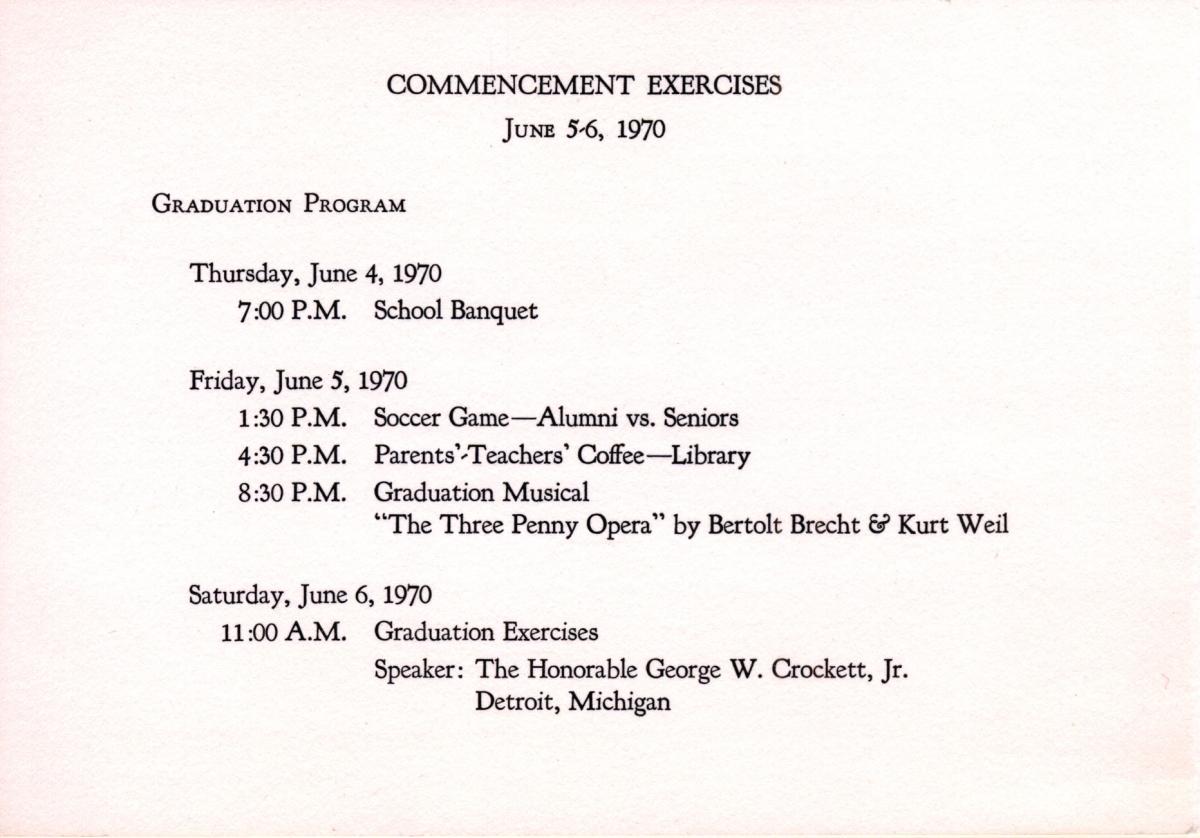 COMMENCEMENT EXERCISES
June 5-6, 1970
Graduation Program
Thursday, June 4, 1970
7:00 P.M. School Banquet
Friday, June 5, 1970
1:30 P.M. Soccer Game—Alumni vs. Seniors
4:30 P.M. Parents'-Teachers' Coffee—Library
8:30 P.M. Graduation Musical
“The Three Penny Opera” by Bertolt Brecht & Kurt Weil
Saturday, June 6, 1970
11:00 A.M. Graduation Exercises
Speaker: The Honorable George W. Crockett, Jr.
Detroit, Michigan